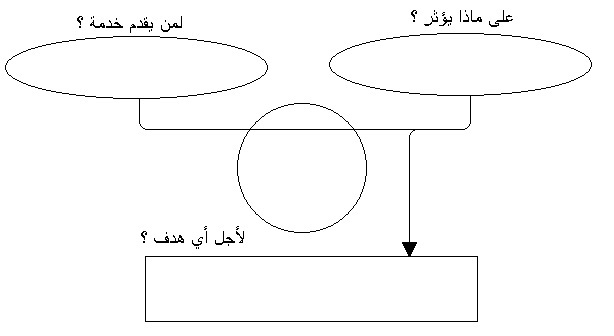 على ماذا يؤثر ؟
لمن يقدم خدمة ؟
لأجل أي هدف ؟